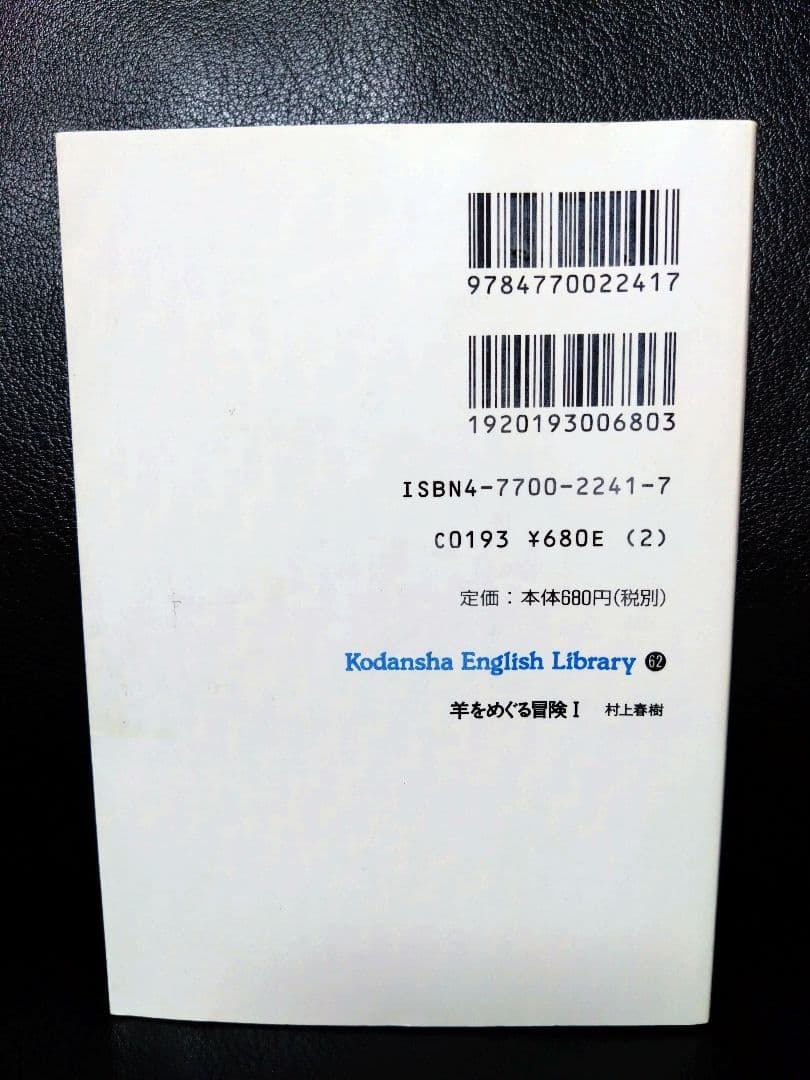 9784770022417
1920193006803
ISBN4-7700-2241-7
C0193 ¥680E (2)
定価：本体680円(税別)
Kodansha English Library 62
羊をめぐる冒険 I 村上春樹